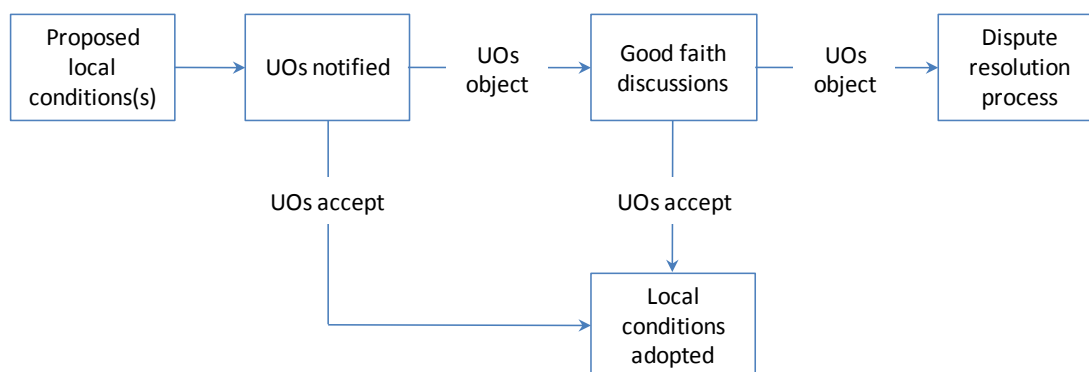 Proposed
local
conditions(s)
UOs notified
UOs
object
Good faith
discussions
UOs
object
Dispute
resolution
process
UOs accept
UOs accept
Local
conditions
adopted